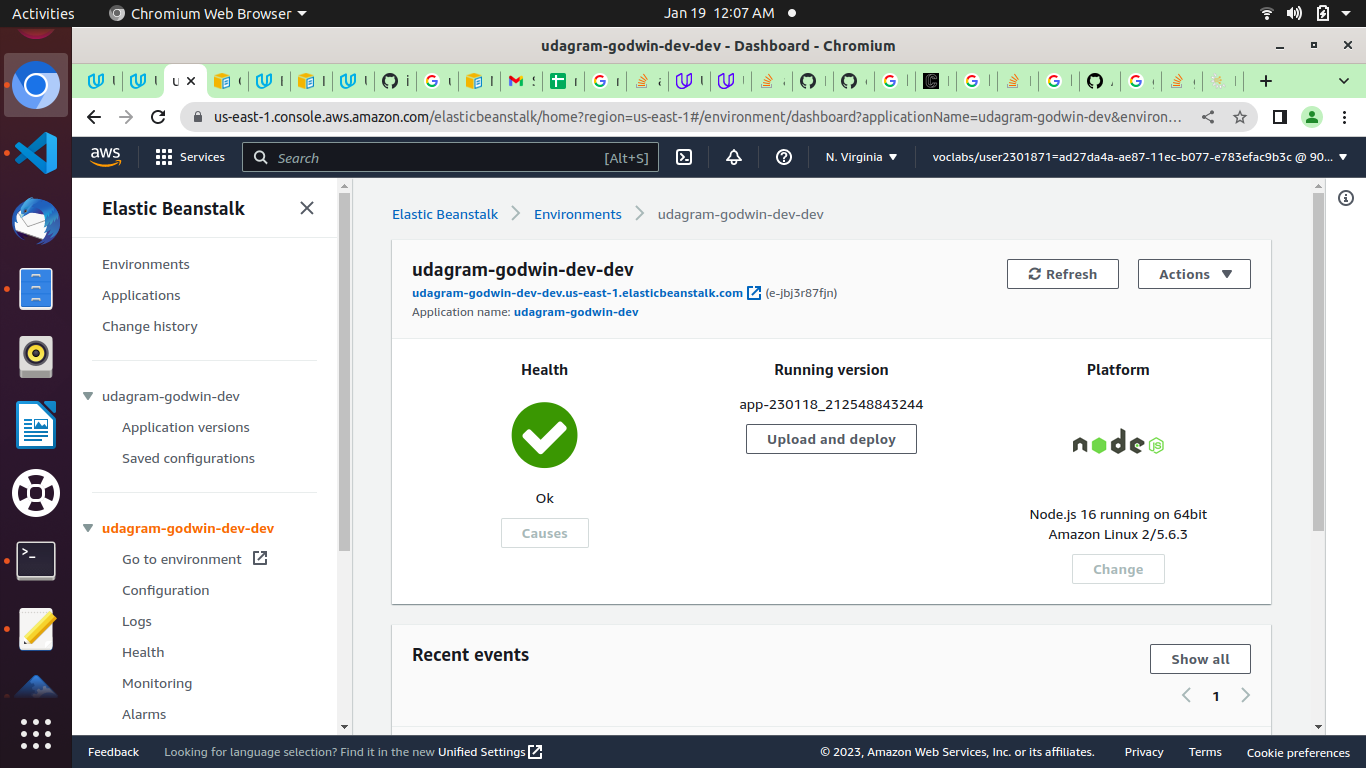 Activities
Chromium Web Browser
Jan 19 12:07 AM
udagram-godwin-dev-dev - Dashboard - Chromium
us-east-1.console.aws.amazon.com/elasticbeanstalk/home?region=us-east-1#/environment/dashboard?applicationName=udagram-godwin-dev&environ...
aws
Services
Search
[Alt+S]
N. Virginia
voclabs/user2301871=ad27da4a-ae87-11ec-b077-e783efac9b3c @ 90...
Elastic Beanstalk
Environments
Applications
Change history
udagram-godwin-dev
Application versions
Saved configurations
udagram-godwin-dev-dev
Go to environment
Configuration
Logs
Health
Monitoring
Alarms
Elastic Beanstalk
Environments
udagram-godwin-dev-dev
udagram-godwin-dev-dev
udagram-godwin-dev-dev.us-east-1.elasticbeanstalk.com (e-jbj3r87fjn)
Application name: udagram-godwin-dev
Refresh
Actions
Health
Ok
Causes
Running version
app-230118_212548843244
Upload and deploy
Platform
node JS
Node.js 16 running on 64bit
Amazon Linux 2/5.6.3
Change
Recent events
Show all
1
Feedback
Looking for language selection? Find it in the new Unified Settings
© 2023, Amazon Web Services, Inc. or its affiliates.
Privacy
Terms
Cookie preferences